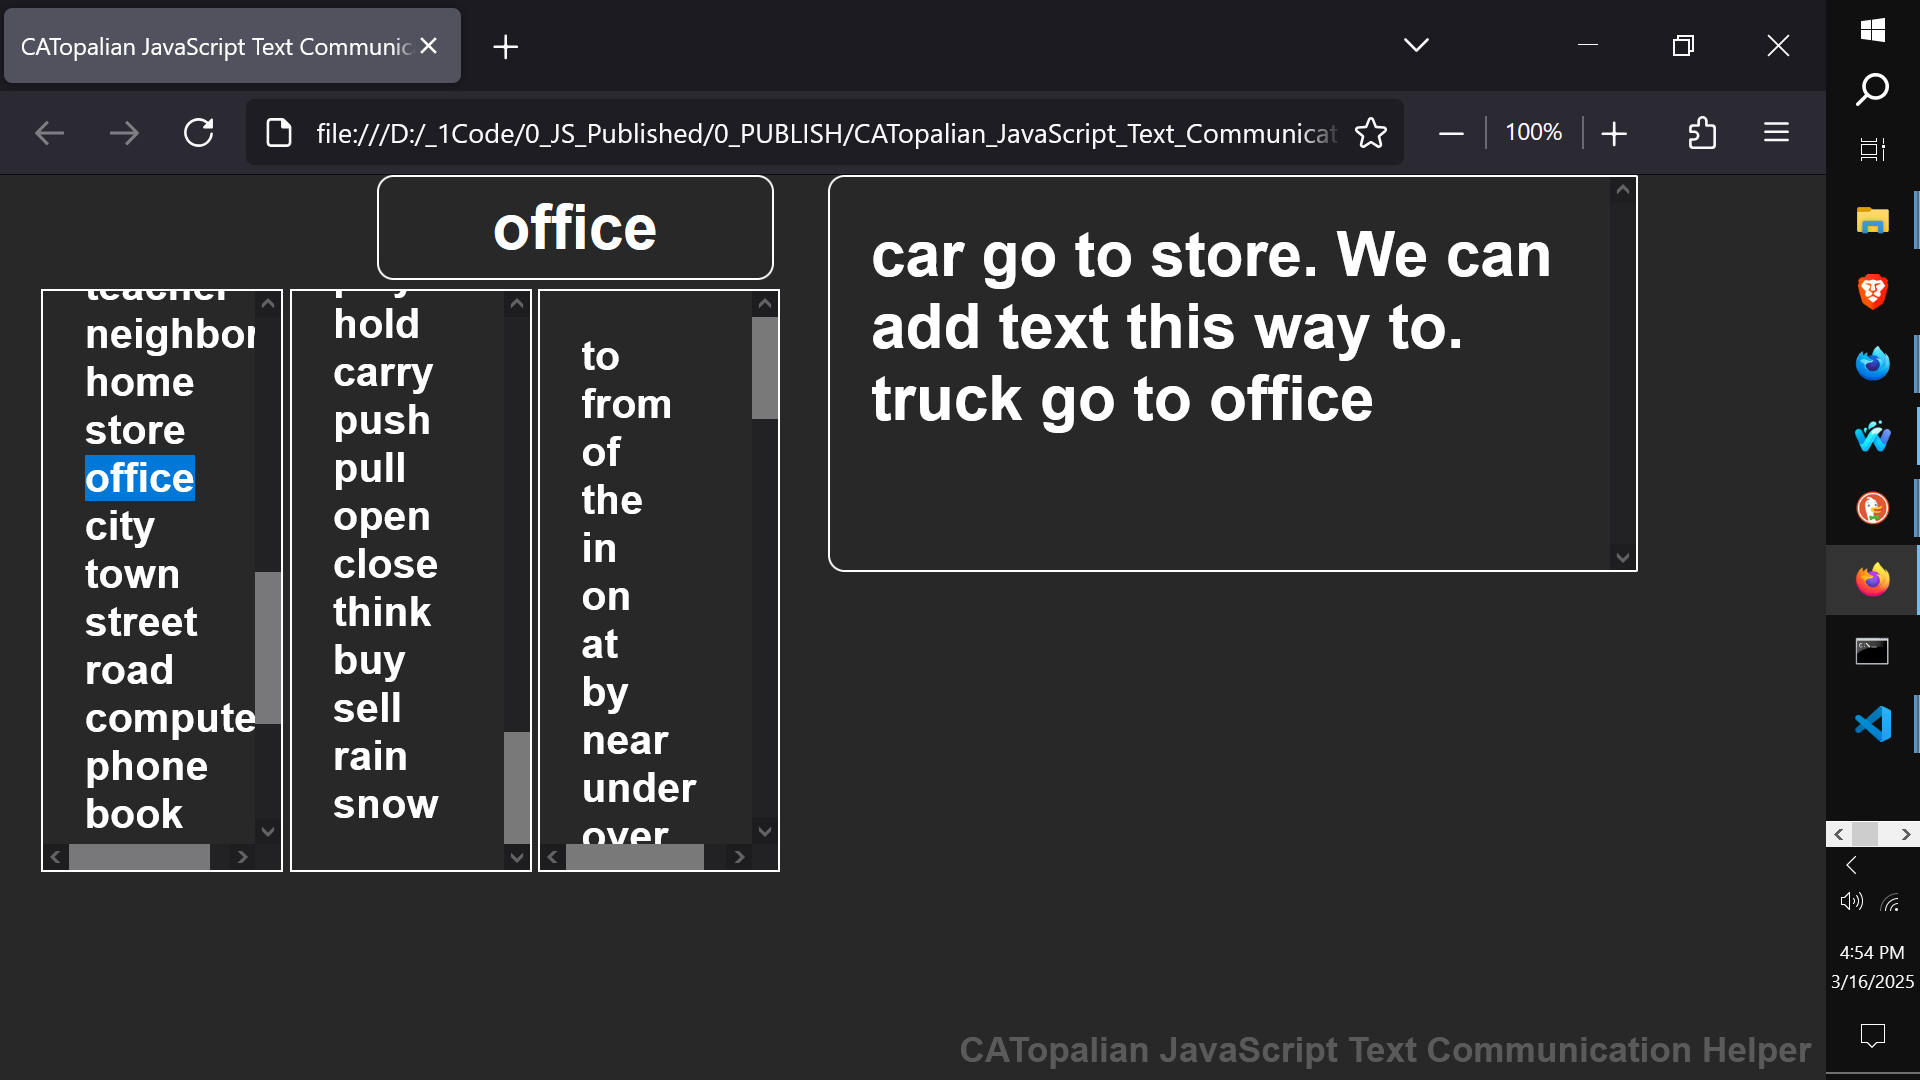 CATopalian JavaScript Text Communic
file:///D:/_1Code/0_JS_Published/0_PUBLISH/CATopalian_JavaScript_Text_Communicat
100%
office
teacher
neighbor
home
store
office
city
town
street
road
compute
phone
book
hold
carry
push
pull
open
close
think
buy
sell
rain
snow
to
from
of
the
in
on
at
by
near
under
over
car go to store. We can
add text this way to.
truck go to office
4:54 PM
3/16/2025
CATopalian JavaScript Text Communication Helper